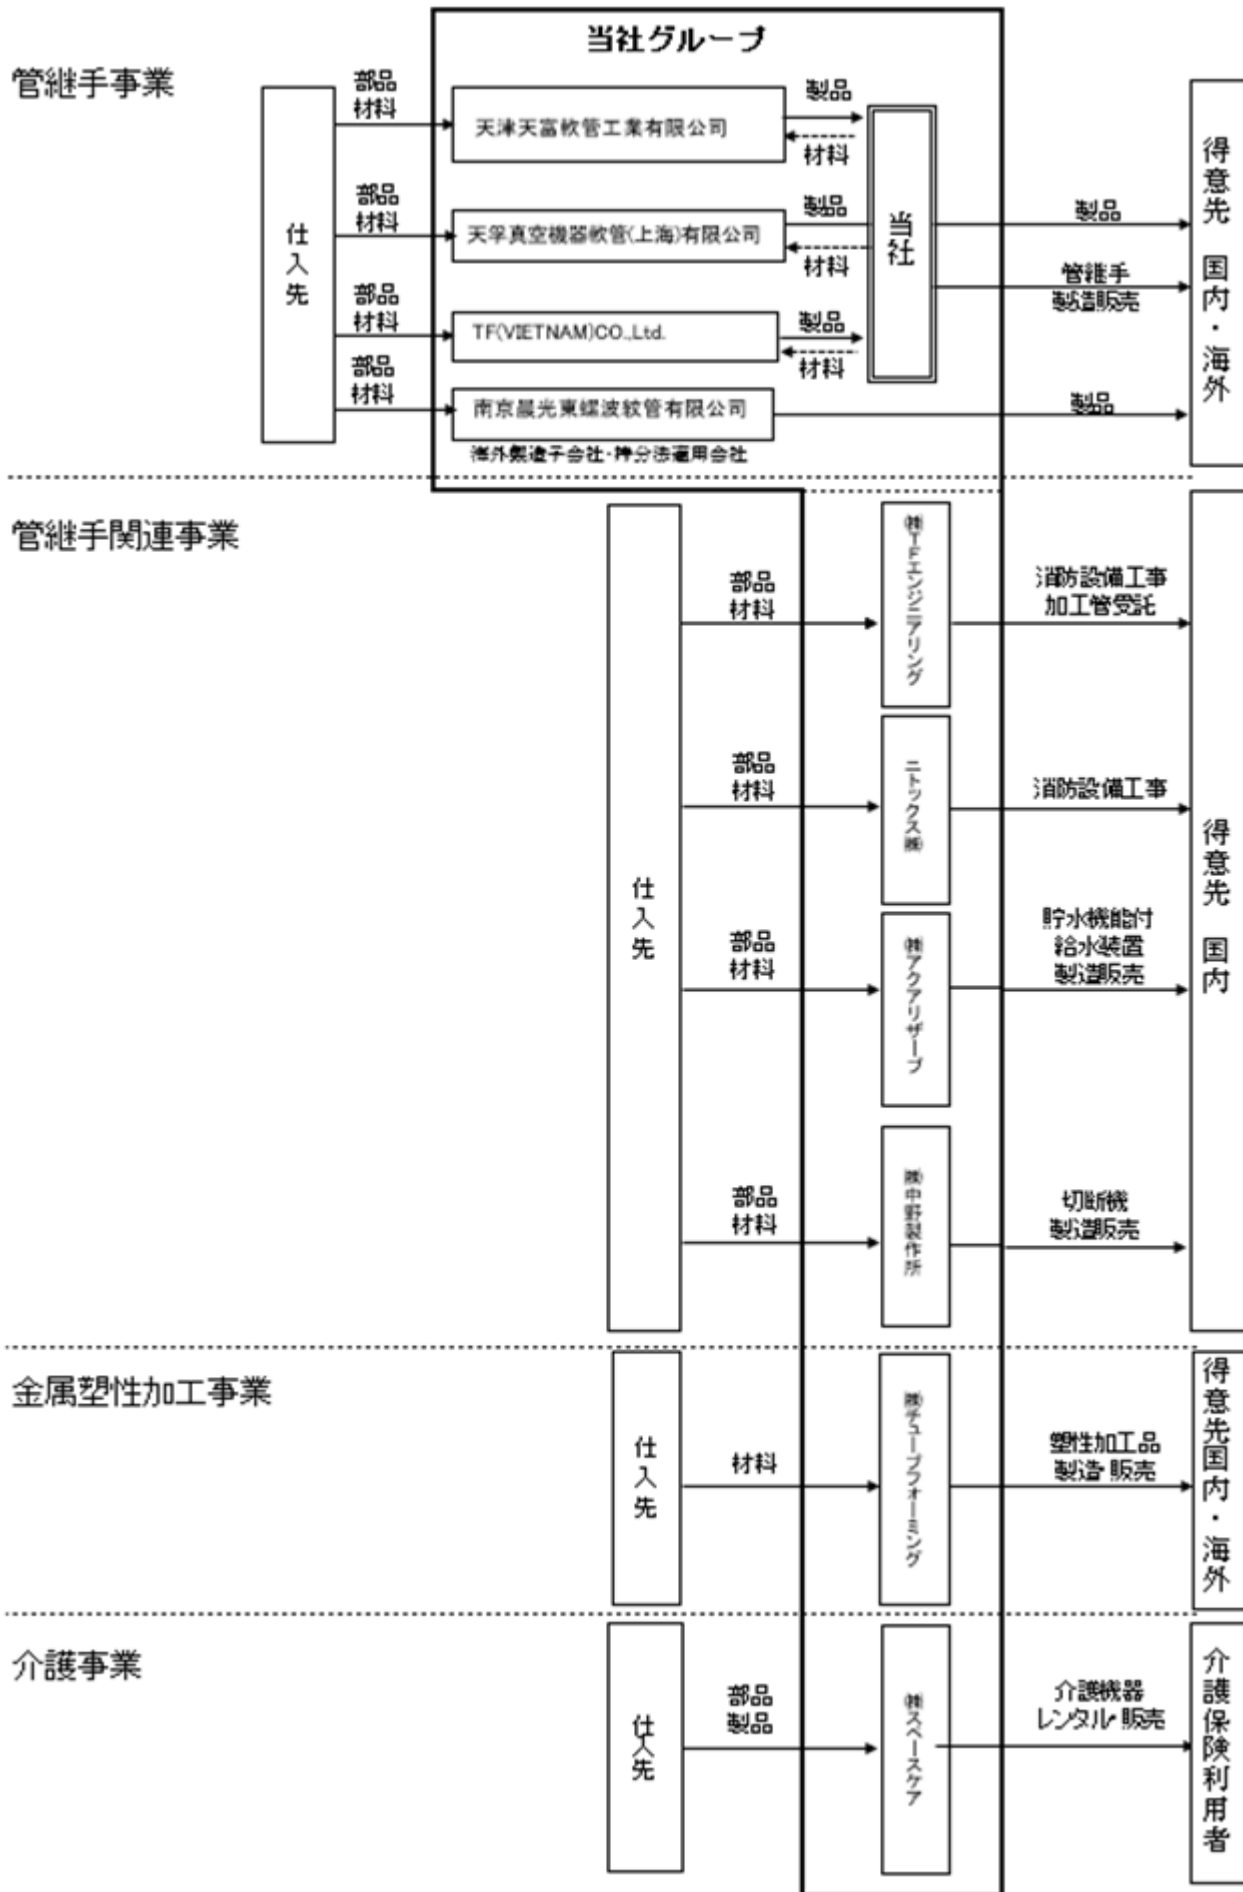 当社グループ
管継手事業
仕入先
部品
材料
天津天富軟管工業有限公司
製品
材料
部品
材料
天孚真空機器軟管(上海)有限公司
製品
材料
部品
材料
TF(VIETNAM)CO.,Ltd.
製品
材料
部品
材料
南京晨光東螺波紋管有限公司
海外製造子会社・持分法適用会社
当社
製品
管継手
製造販売
製品
得意先 国内・海外
管継手関連事業
仕入先
部品
材料
㈱TFエンジニアリング
消防設備工事
加工管受託
部品
材料
ニトックス㈱
消防設備工事
部品
材料
㈱アクアリザーブ
貯水機能付
給水装置
製造販売
部品
材料
㈱中野製作所
切断機
製造販売
得意先 国内
金属塑性加工事業
仕入先
材料
㈱チューブフォーミング
塑性加工品
製造・販売
得意先 国内・海外
介護事業
仕入先
部品
製品
㈱スペースケア
介護機器
レンタル・販売
介護保険利用者